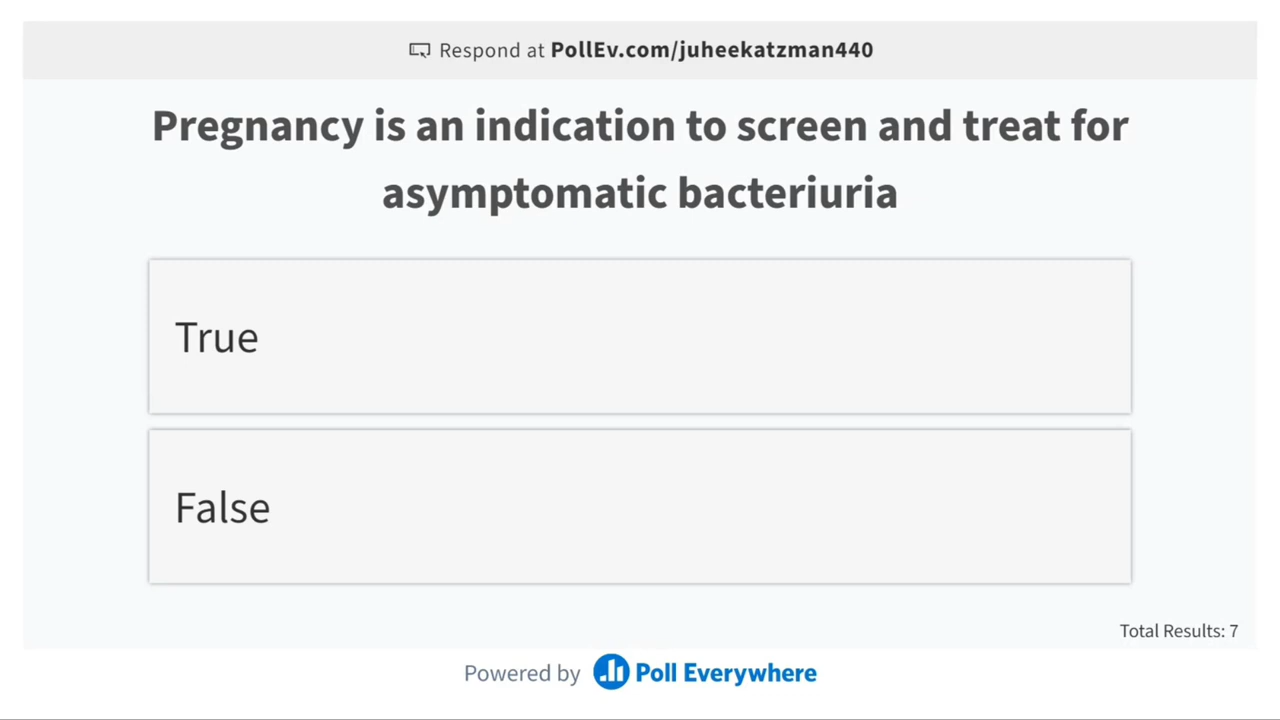 Respond at PollEv.com/juheekatzman440
Pregnancy is an indication to screen and treat for
asymptomatic bacteriuria
True
False
Total Results: 7
Powered by Poll Everywhere